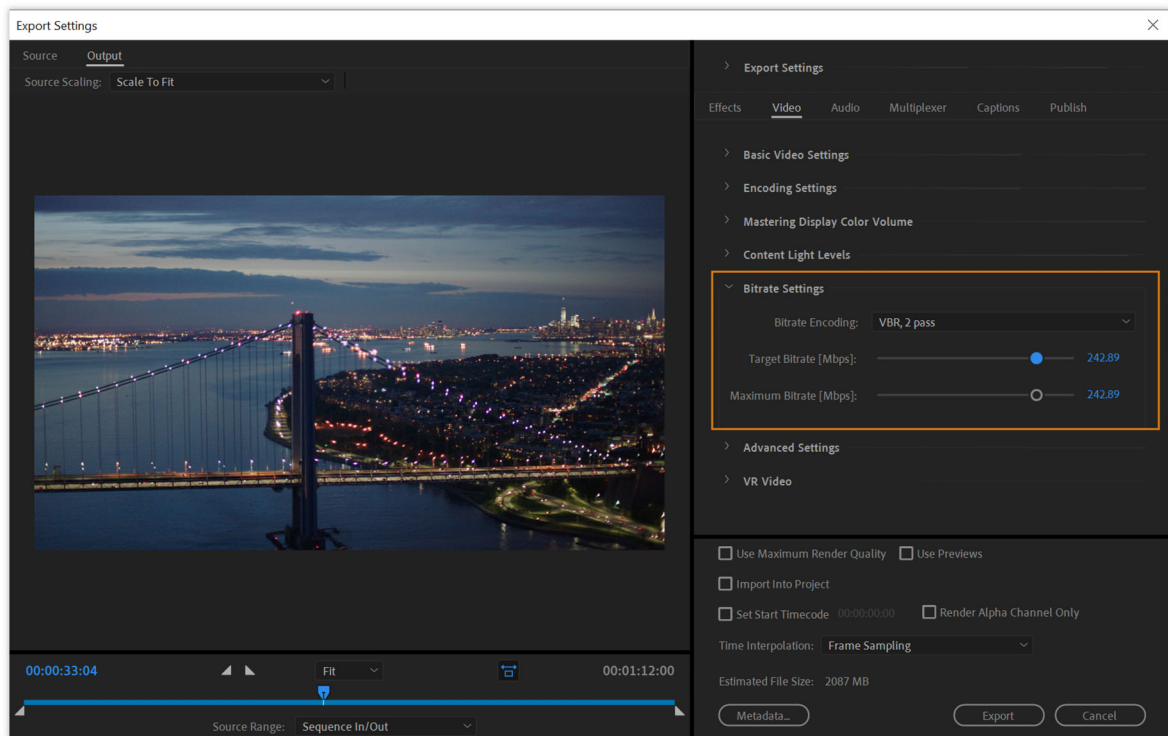 Export Settings
Source Output
Source Scaling: Scale To Fit
00:00:33:04 Fit 00:01:12:00
Source Range: Sequence In/Out
Export Settings
Effects Video Audio Multiplexer Captions Publish
Basic Video Settings
Encoding Settings
Mastering Display Color Volume
Content Light Levels
Bitrate Settings
Bitrate Encoding: VBR, 2 pass
Target Bitrate [Mbps]: 242.89
Maximum Bitrate [Mbps]: 242.89
Advanced Settings
VR Video
Use Maximum Render Quality Use Previews
Import Into Project
Set Start Timecode 00:00:00:00 Render Alpha Channel Only
Time Interpolation: Frame Sampling
Estimated File Size: 2087 MB
Metadata... Export Cancel